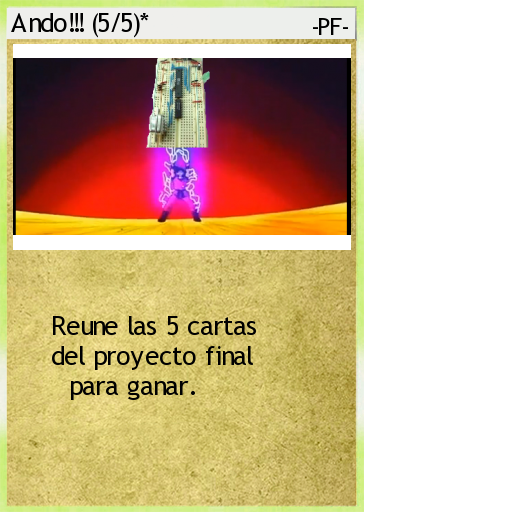 Ando!!! (5/5)*
-PF-
Reune las 5 cartas
del proyecto final
para ganar.